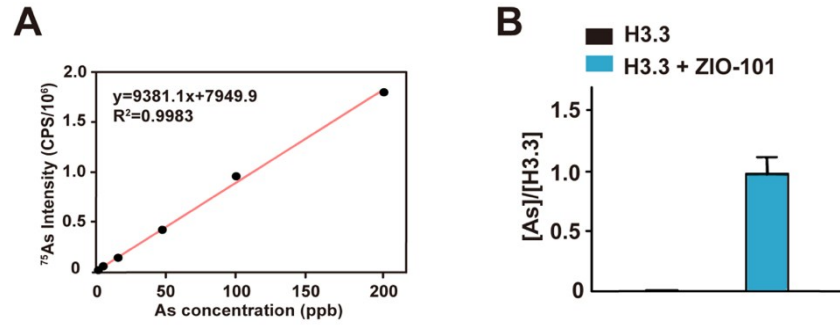 A
2.0
1.5
1.0
0.5
0
0
50
100
150
200
y=9381.1x+7949.9
R²=0.9983
⁷⁵As Intensity (CPS/10⁶)
As concentration (ppb)
B
H3.3
H3.3 + ZIO-101
1.5
1.0
0.5
0
[As]/[H3.3]